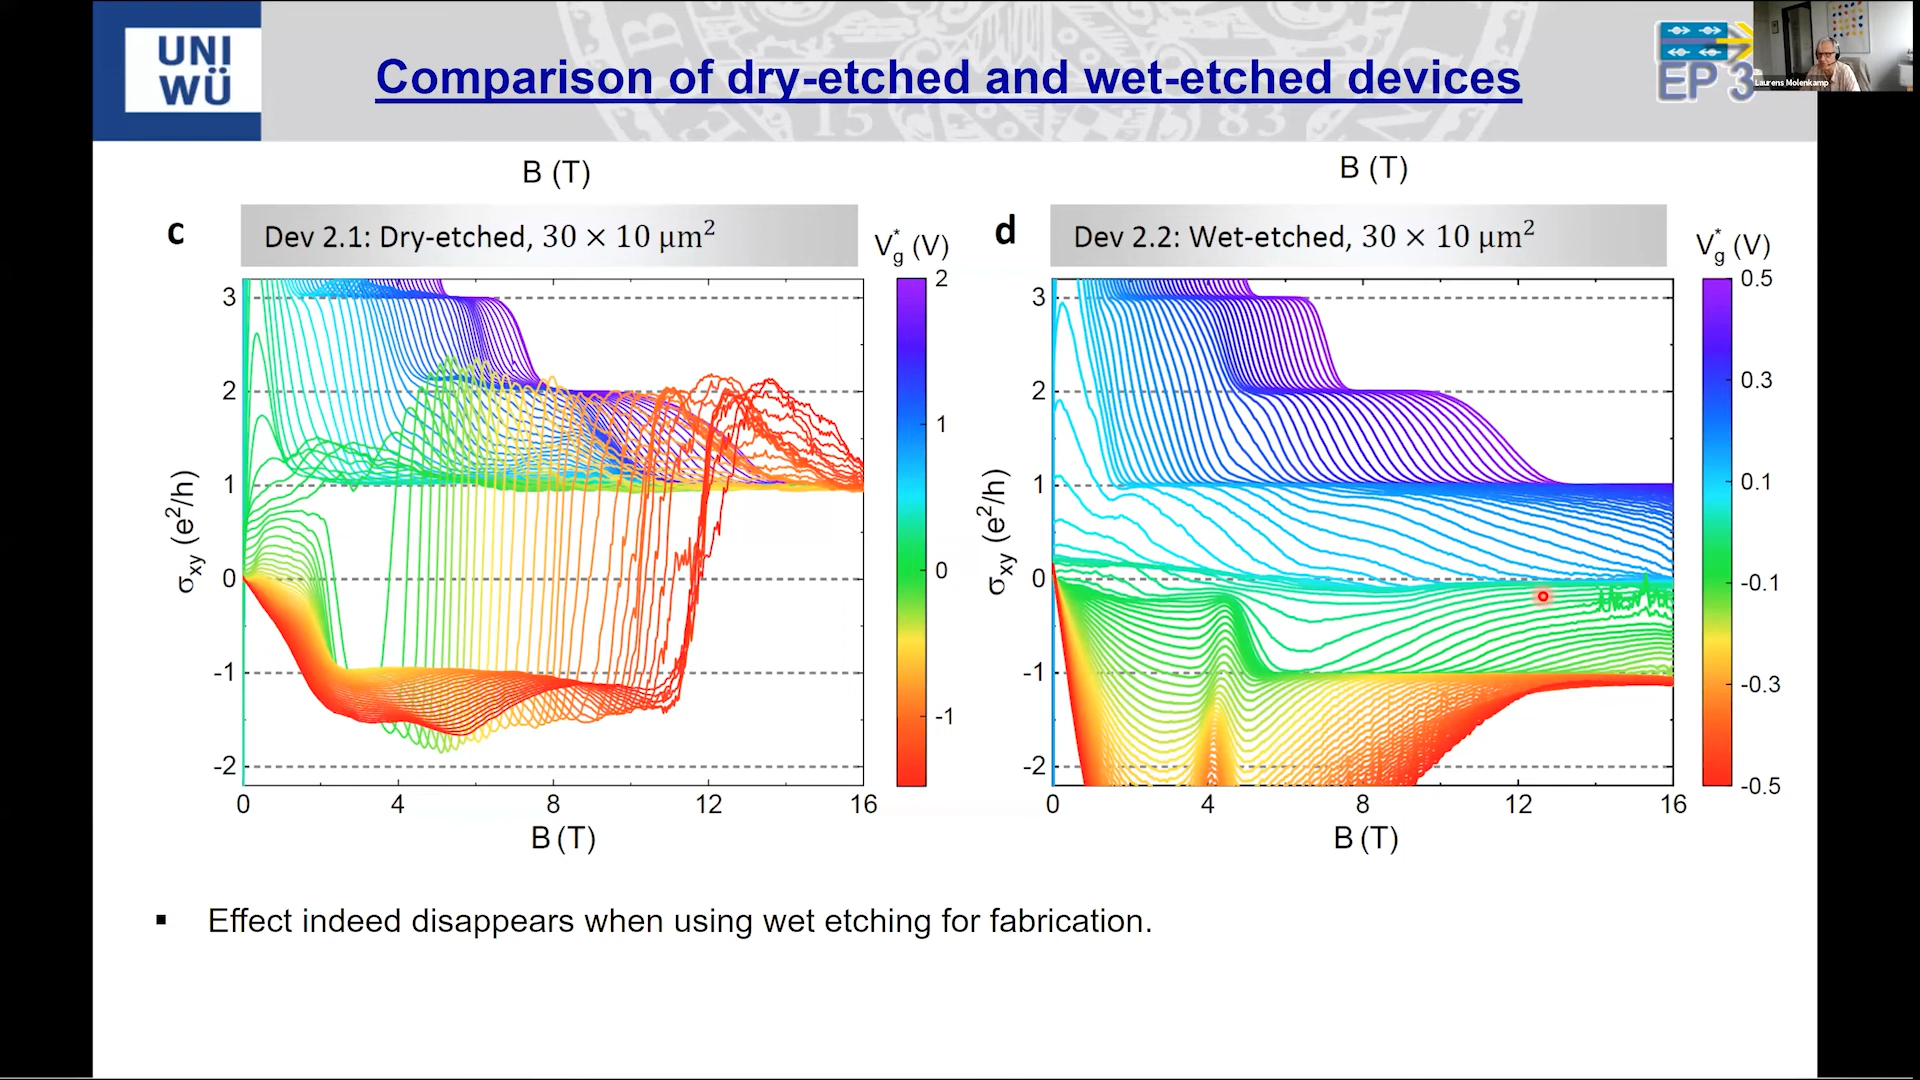 UNI
WÜ
Comparison of dry-etched and wet-etched devices
EP 3
Laurens Molenkamp
15 83
B (T)
B (T)
c
Dev 2.1: Dry-etched, 30 × 10 μm²
V*g (V)
d
Dev 2.2: Wet-etched, 30 × 10 μm²
V*g (V)
3
2
1
0
-1
-2
σxy (e²/h)
0 4 8 12 16
B (T)
2
1
0
-1
3
2
1
0
-1
-2
σxy (e²/h)
0 4 8 12 16
B (T)
0.5
0.3
0.1
-0.1
-0.3
-0.5
▪ Effect indeed disappears when using wet etching for fabrication.